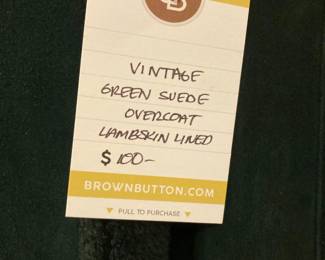 VINTAGE
GREEN SUEDE
OVERCOAT
LAMBSKIN LINED
$ 100-
BROWNBUTTON.COM
▼ PULL TO PURCHASE ▼